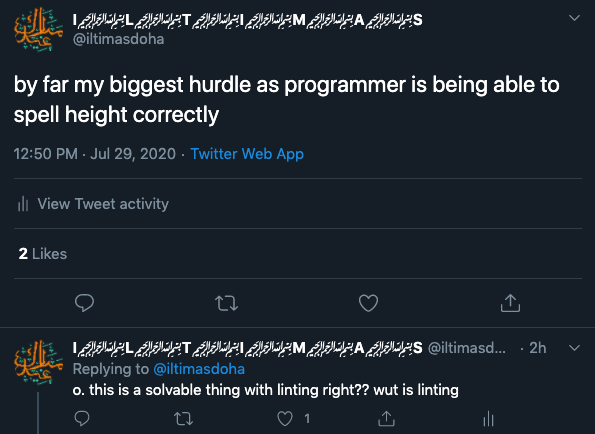 I﷽L﷽T﷽I﷽M﷽A﷽S
@iltimasdoha
by far my biggest hurdle as programmer is being able to
spell height correctly
12:50 PM · Jul 29, 2020 · Twitter Web App
View Tweet activity
2 Likes
I﷽L﷽T﷽I﷽M﷽A﷽S @iltimasd... · 2h
Replying to @iltimasdoha
o. this is a solvable thing with linting right?? wut is linting
1